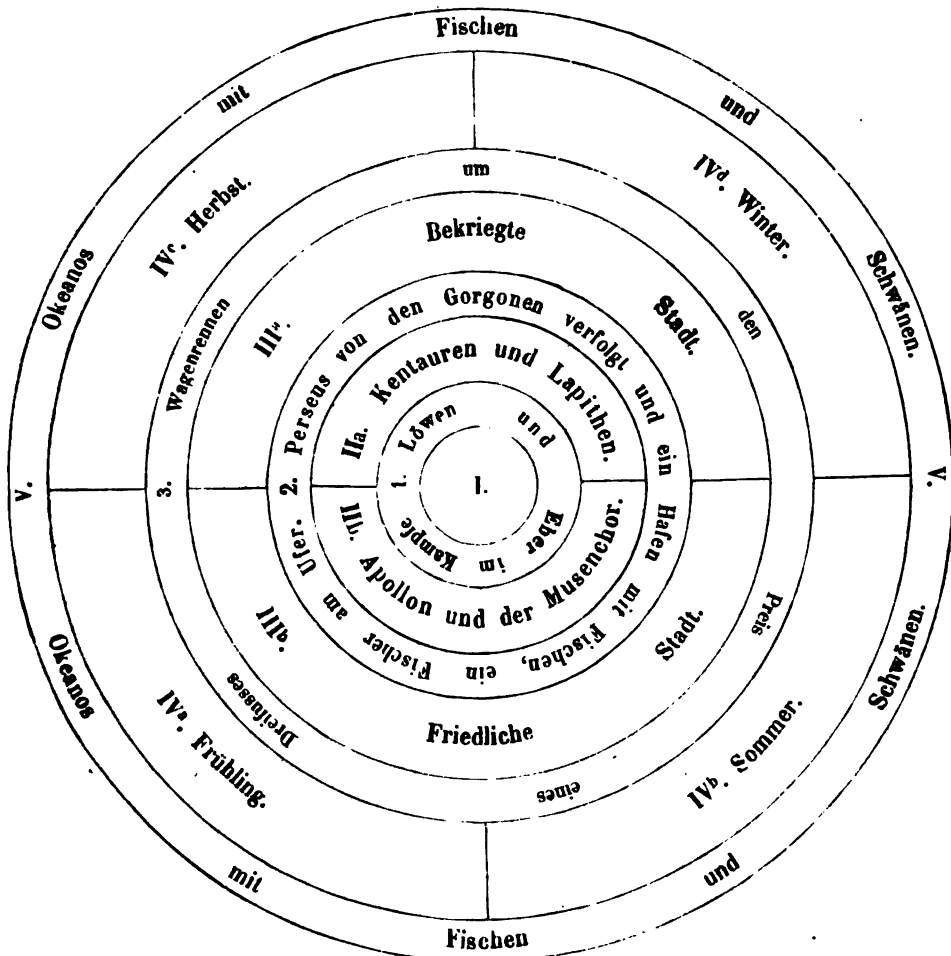 V. Okeanos mit Fischen und Schwänen. V.
IVc. Herbst.
IVd. Winter.
3. Wagenrennen um den Preis eines Dreifusses
IIIa. Bekriegte Stadt.
2. Perseus von den Gorgonen verfolgt und ein Hafen mit Fischen, ein Fischer am Ufer.
IIa. Kentauren und Lapithen.
1. Löwen und Eber im Kampfe
I.
IIb. Apollon und der Musenchor.
IIIb. Friedliche Stadt.
IVa. Frühling.
IVb. Sommer.
Okeanos mit Fischen und Schwänen.